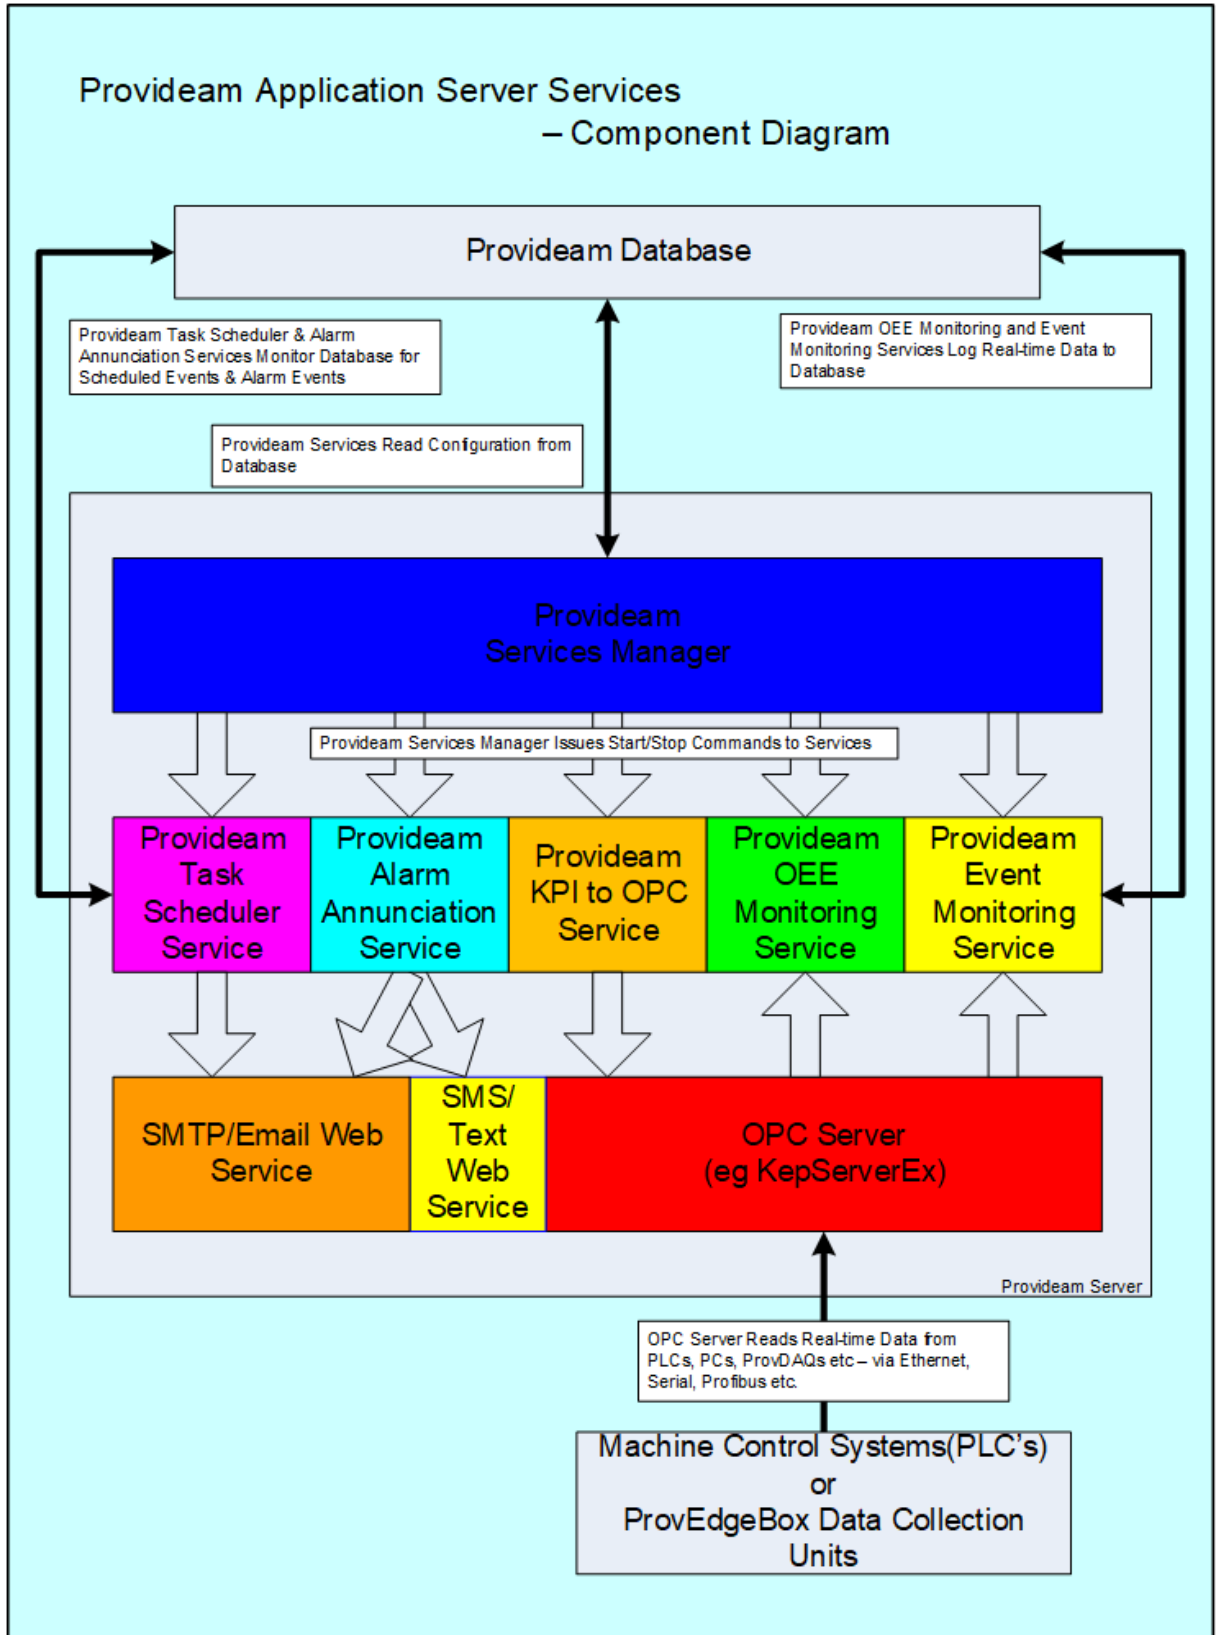 Provideam Application Server Services
– Component Diagram
Provideam Database
Provideam Task Scheduler & Alarm
Annunciation Services Monitor Database for
Scheduled Events & Alarm Events
Provideam OEE Monitoring and Event
Monitoring Services Log Real-time Data to
Database
Provideam Services Read Configuration from
Database
Provideam
Services Manager
Provideam Services Manager Issues Start/Stop Commands to Services
Provideam
Task
Scheduler
Service
Provideam
Alarm
Annunciation
Service
Provideam
KPI to OPC
Service
Provideam
OEE
Monitoring
Service
Provideam
Event
Monitoring
Service
SMTP/Email Web
Service
SMS/
Text
Web
Service
OPC Server
(eg KepServerEx)
Provideam Server
OPC Server Reads Real-time Data from
PLCs, PCs, ProvDAQs etc – via Ethernet,
Serial, Profibus etc.
Machine Control Systems(PLC's)
or
ProvEdgeBox Data Collection
Units